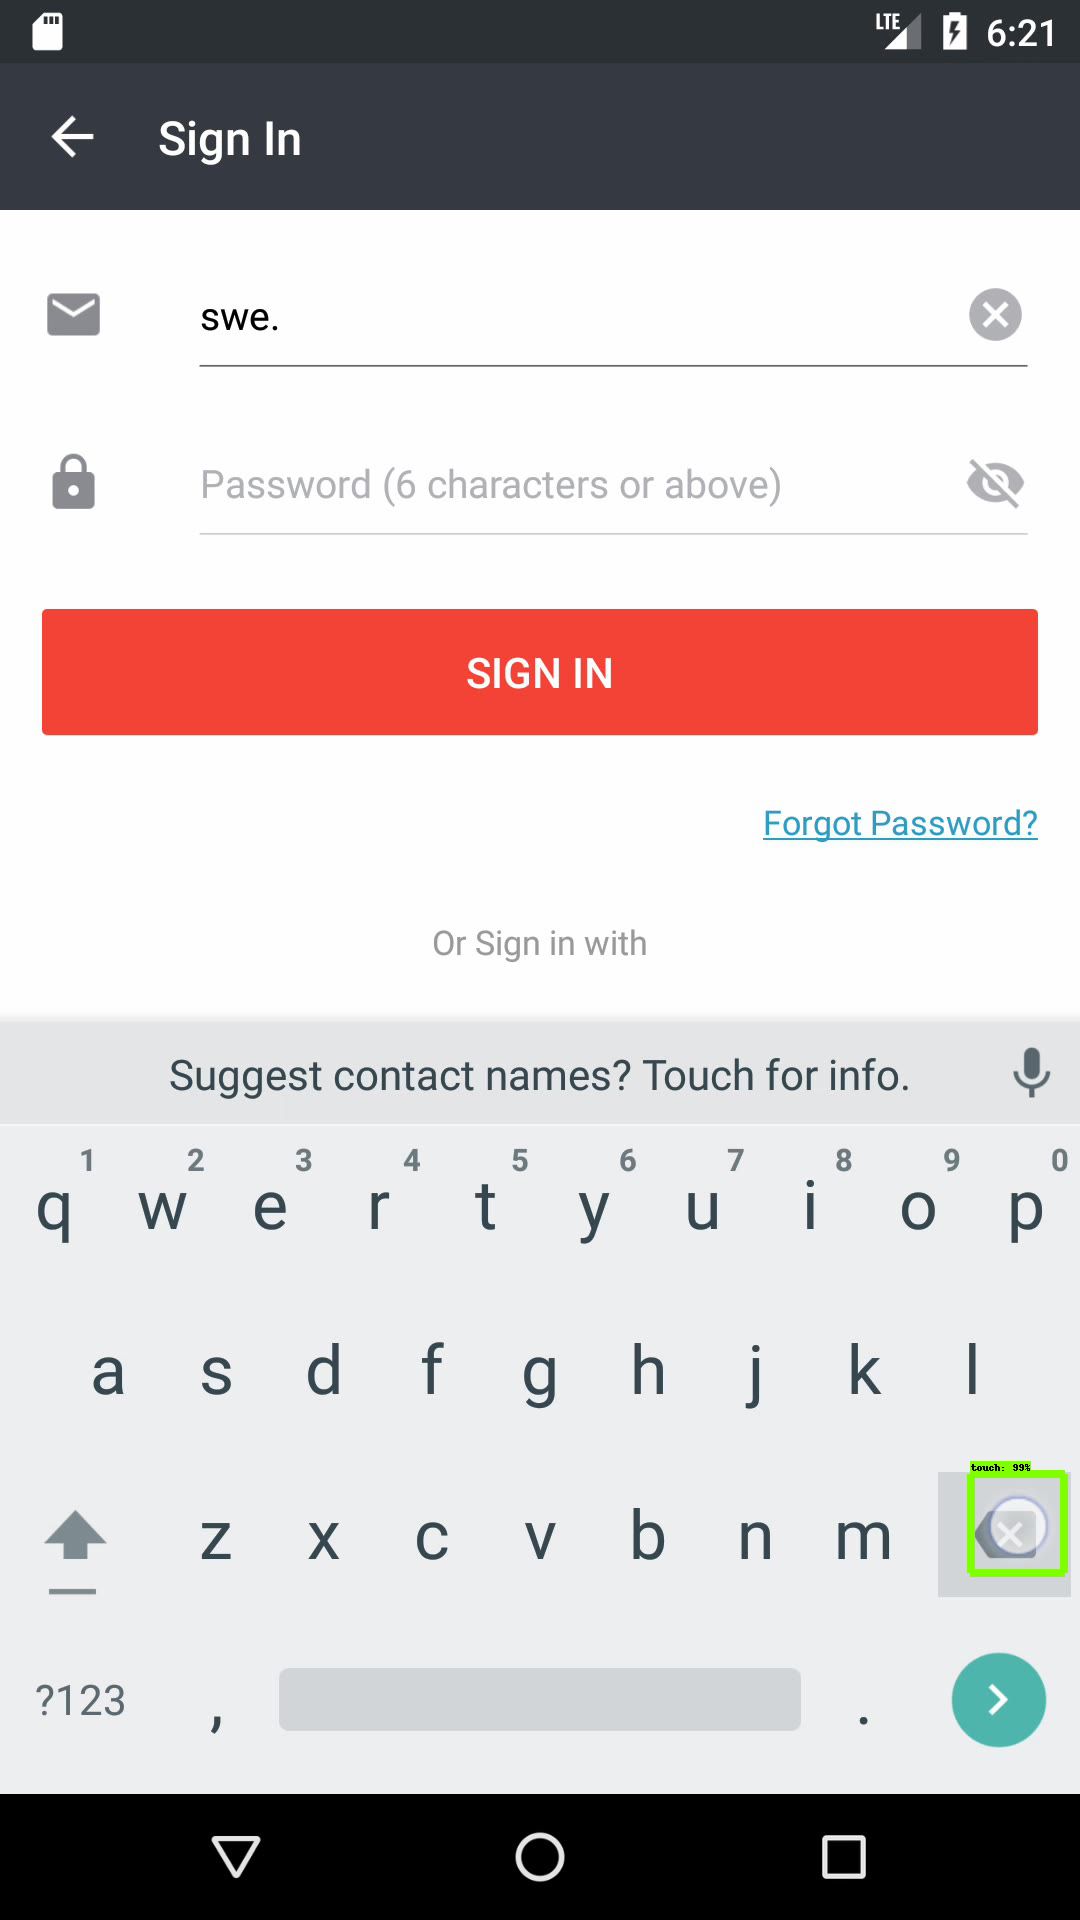 LTE 6:21
Sign In
swe.
Password (6 characters or above)
SIGN IN
Forgot Password?
Or Sign in with
Suggest contact names? Touch for info.
1 2 3 4 5 6 7 8 9 0
q w e r t y u i o p
a s d f g h j k l
touch: 99%
z x c v b n m
?123 , .